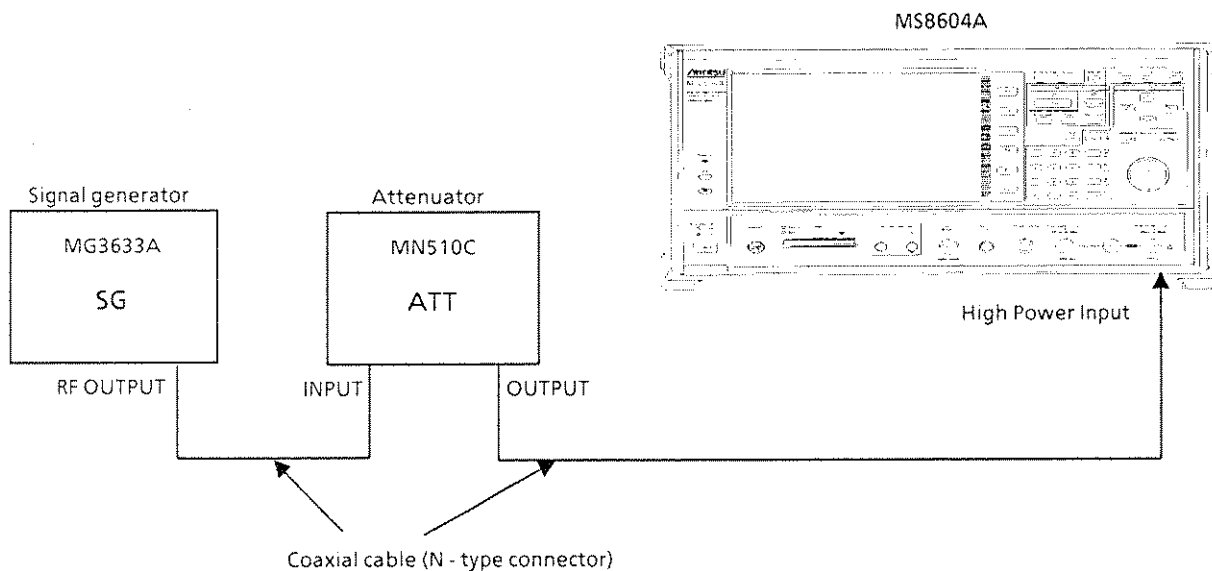 MS8604A
Anritsu
Signal generator
MG3633A
SG
RF OUTPUT
Attenuator
MN510C
ATT
INPUT
OUTPUT
High Power Input
Coaxial cable (N - type connector)